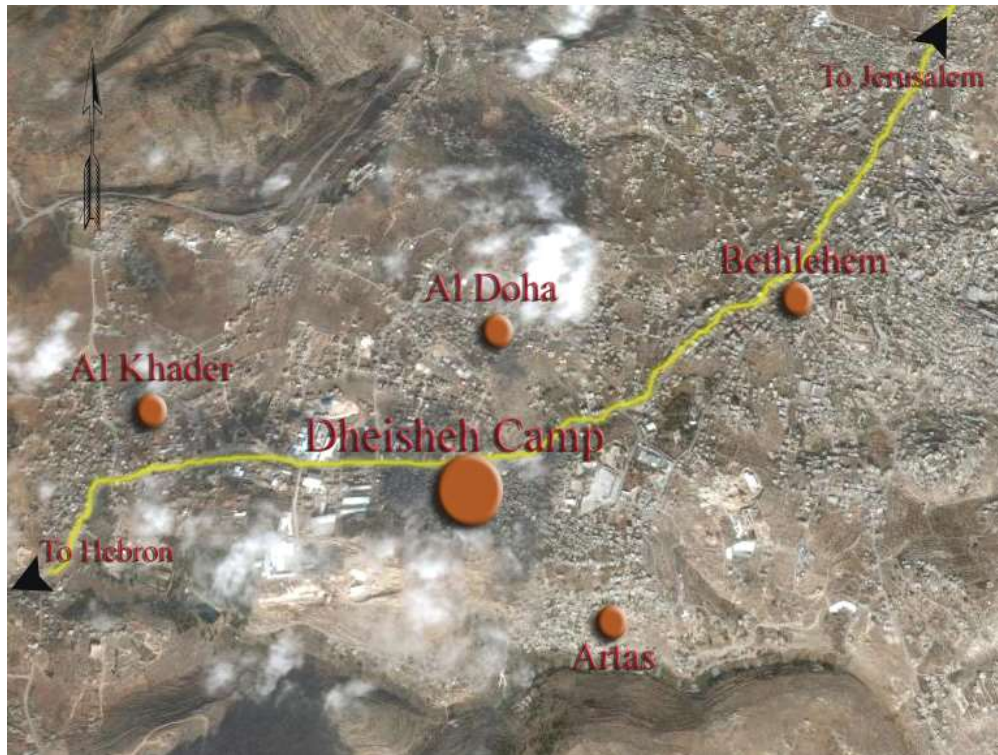 To Jerusalem
Bethlehem
Al Doha
Al Khader
Dheisheh Camp
To Hebron
Artas